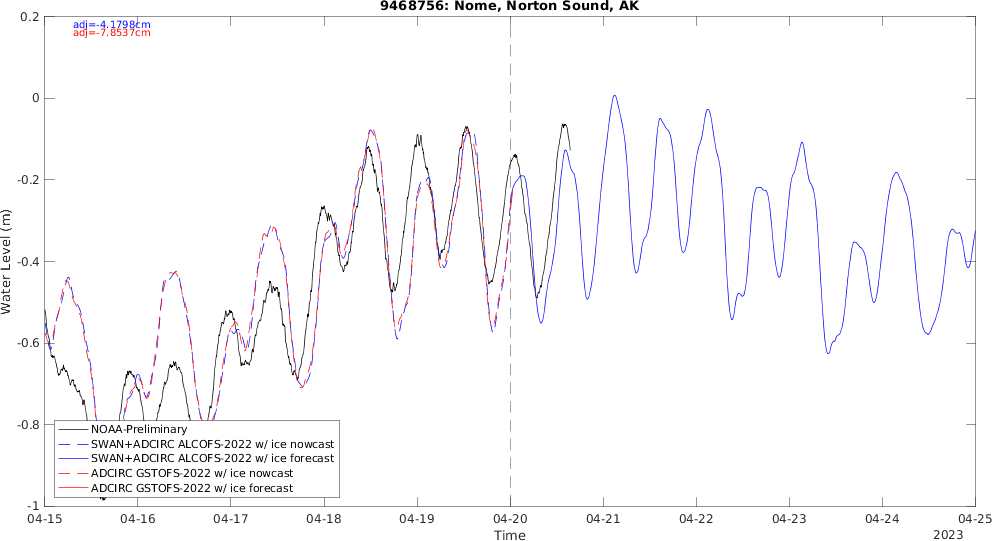 9468756: Nome, Norton Sound, AK
adj=-4.1798cm
adj=-7.8537cm
Water Level (m)
0.2
0
-0.2
-0.4
-0.6
-0.8
-1
NOAA-Preliminary
SWAN+ADCIRC ALCOFS-2022 w/ ice nowcast
SWAN+ADCIRC ALCOFS-2022 w/ ice forecast
ADCIRC GSTOFS-2022 w/ ice nowcast
ADCIRC GSTOFS-2022 w/ ice forecast
04-15 04-16 04-17 04-18 04-19 04-20 04-21 04-22 04-23 04-24 04-25
Time
2023